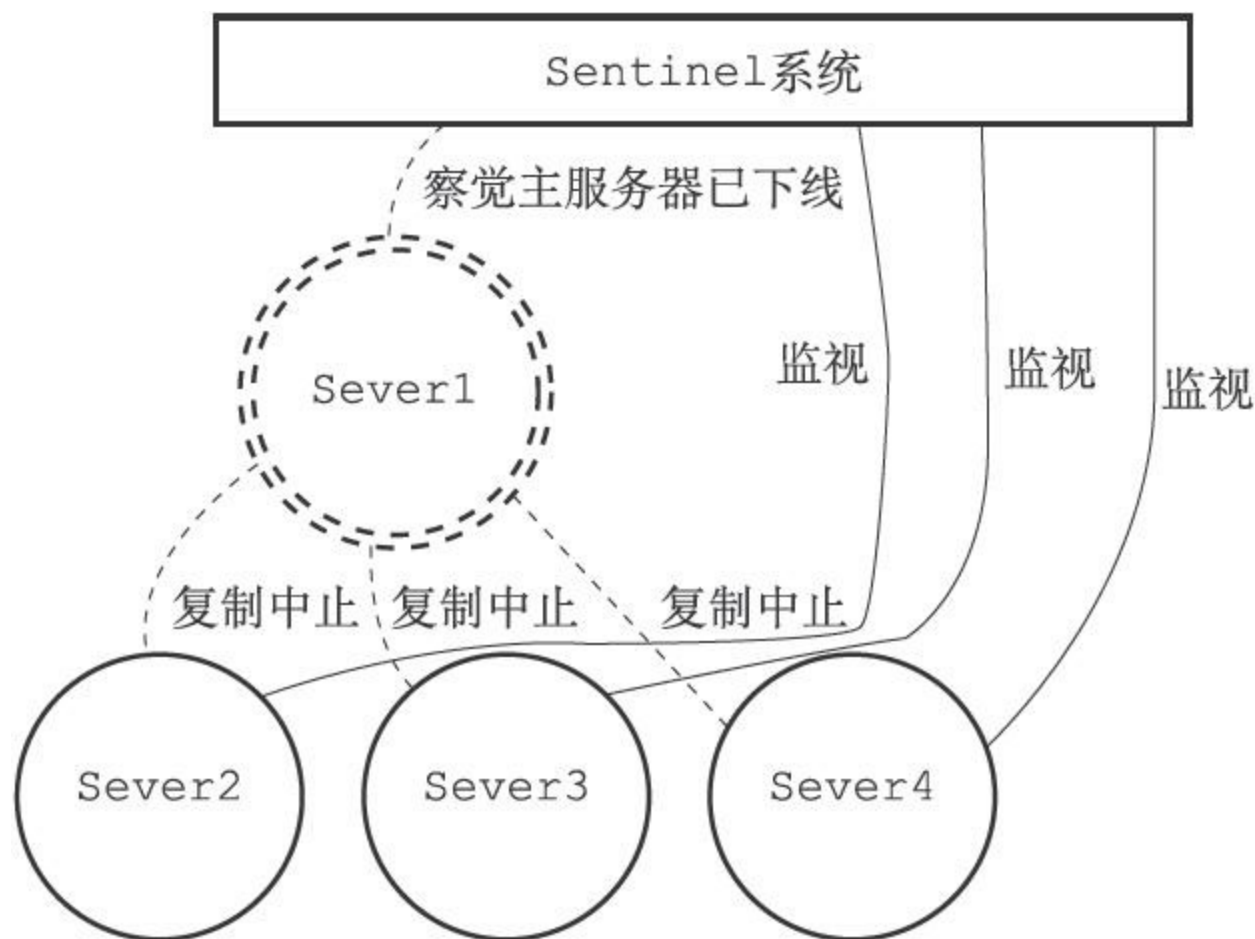 Sentinel系统
察觉主服务器已下线
Sever1
监视
监视
监视
复制中止
复制中止
复制中止
Sever2
Sever3
Sever4